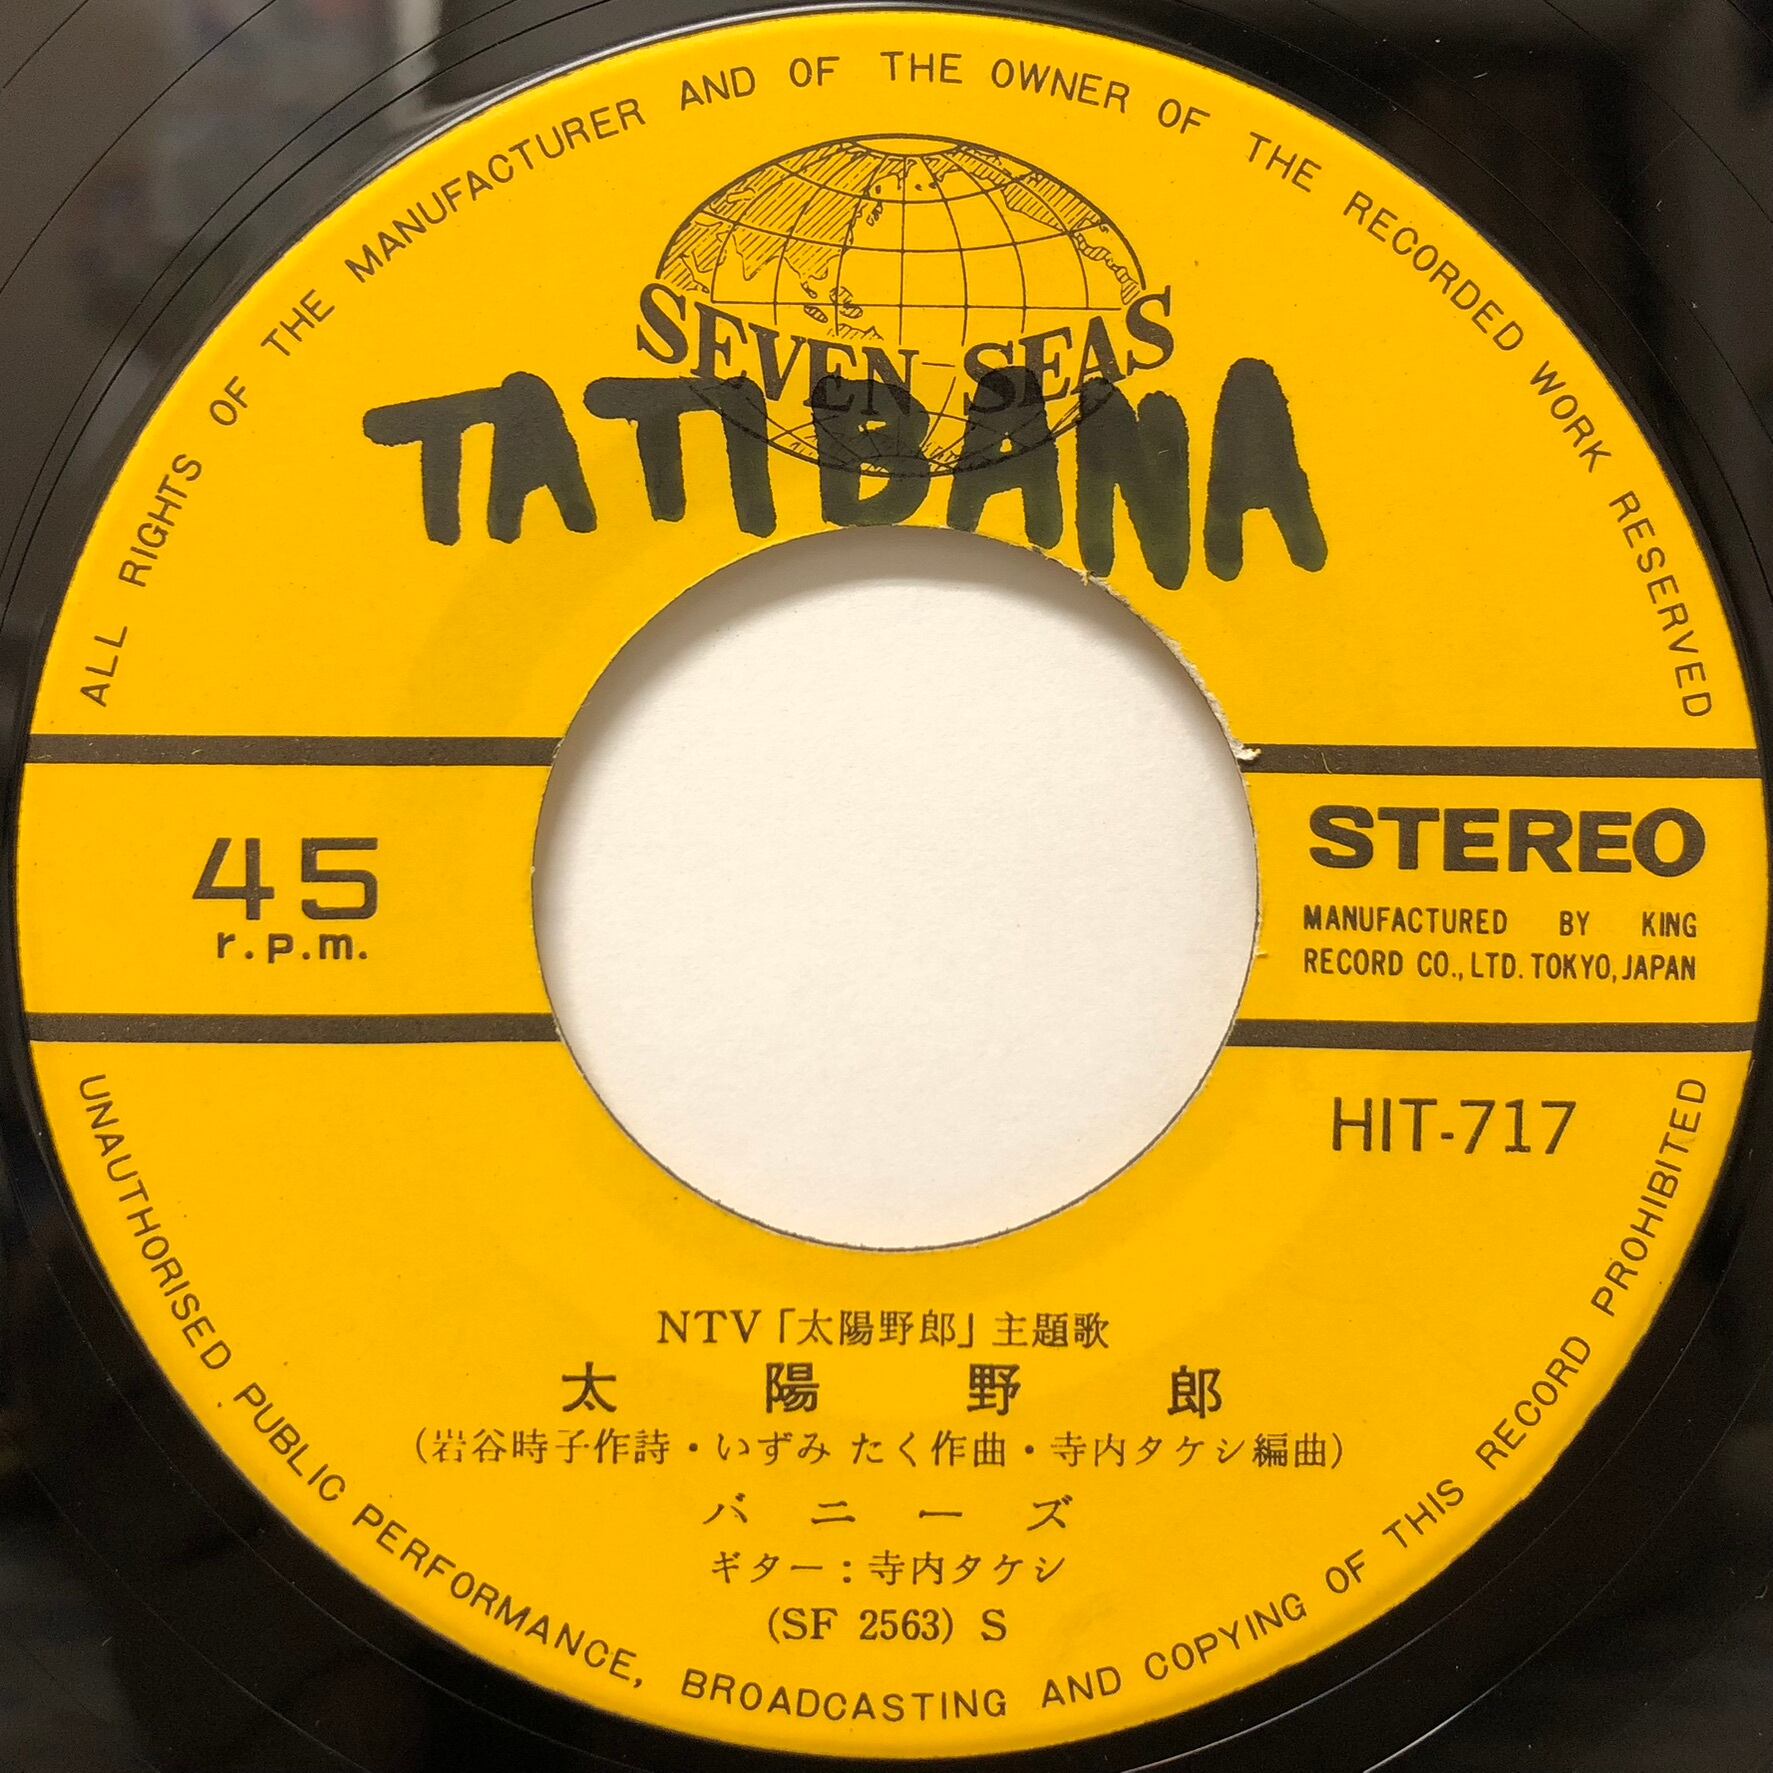 ALL RIGHTS OF THE MANUFACTURER AND OF THE OWNER OF THE RECORDED WORK RESERVED
SEVEN SEAS
TATIBANA
45
r.p.m.
STEREO
MANUFACTURED BY KING
RECORD CO., LTD. TOKYO, JAPAN
HIT-717
NTV「太陽野郎」主題歌
太陽野郎
(岩谷時子作詩・いずみ たく作曲・寺内タケシ編曲)
バニーズ
ギター:寺内タケシ
(SF 2563) S
UNAUTHORISED PUBLIC PERFORMANCE, BROADCASTING AND COPYING OF THIS RECORD PROHIBITED